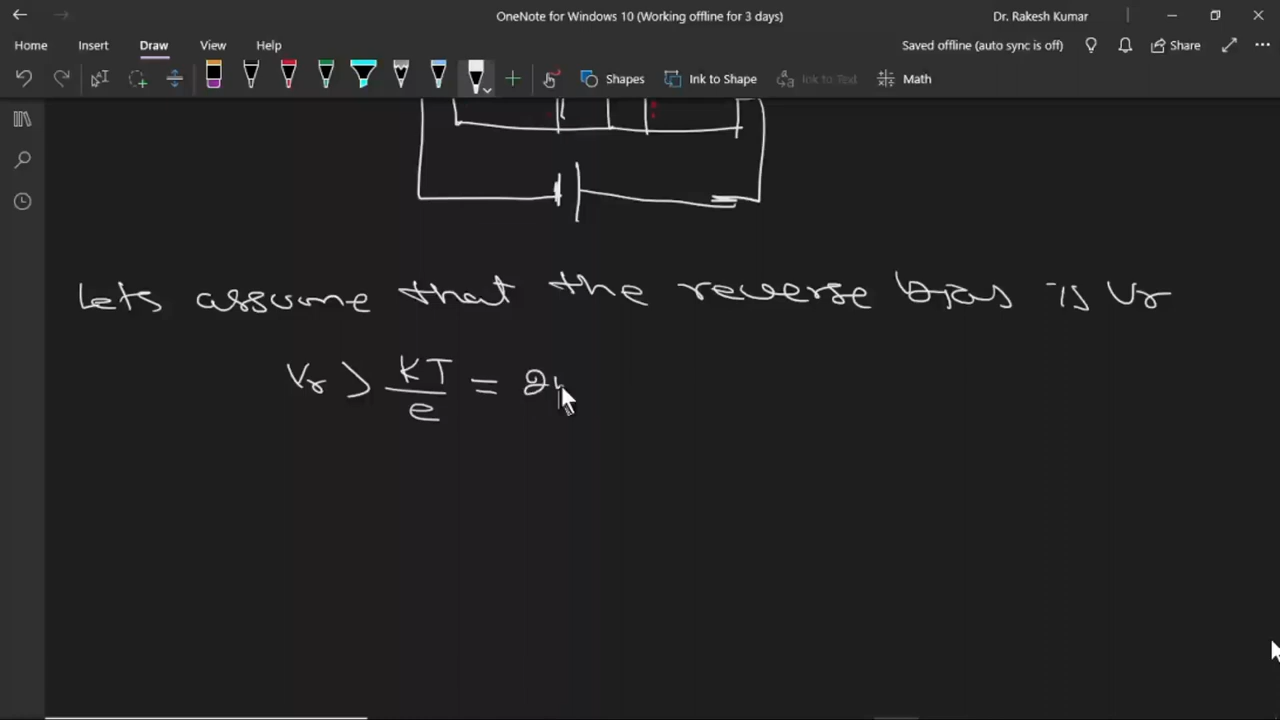 OneNote for Windows 10 (Working offline for 3 days)
Dr. Rakesh Kumar
Home Insert Draw View Help
Saved offline (auto sync is off)
Share
Shapes
Ink to Shape
Ink to Text
Math
Lets assume that the reverse bias is Vr
Vr > KT/e = 2